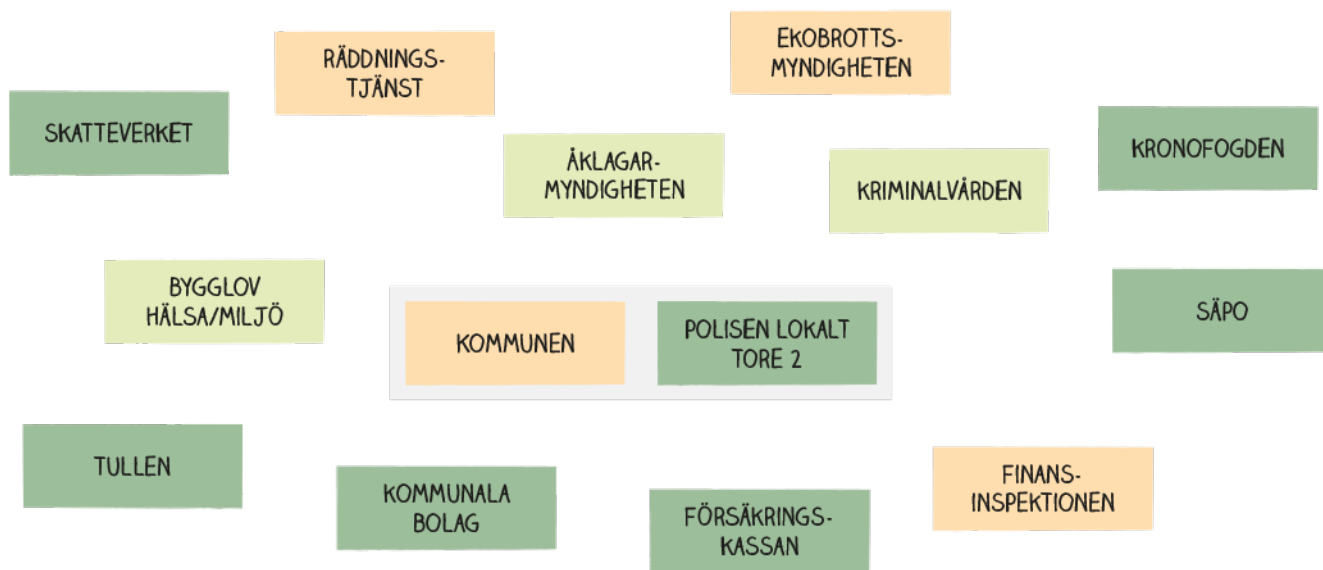 RÄDDNINGS-
TJÄNST
EKOBROTTS-
MYNDIGHETEN
SKATTEVERKET
ÅKLAGAR-
MYNDIGHETEN
KRIMINALVÅRDEN
KRONOFOGDEN
BYGGLOV
HÄLSA/MILJÖ
KOMMUNEN
POLISEN LOKALT
TORE 2
SÄPO
TULLEN
KOMMUNALA
BOLAG
FÖRSÄKRINGS-
KASSAN
FINANS-
INSPEKTIONEN